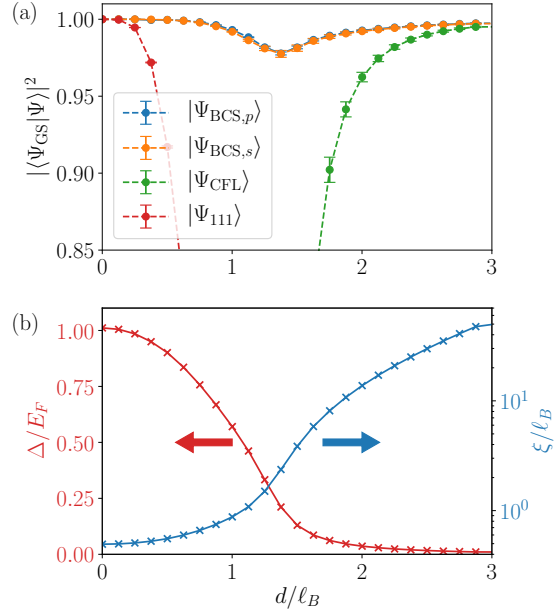 (a)
1.00
0.95
0.90
0.85
|⟨Ψ_GS|Ψ⟩|²
|Ψ_BCS,p⟩
|Ψ_BCS,s⟩
|Ψ_CFL⟩
|Ψ_111⟩
0 1 2 3
(b)
1.00
0.75
0.50
0.25
0.00
Δ/E_F
10¹
10⁰
ξ/ℓ_B
0 1 2 3
d/ℓ_B